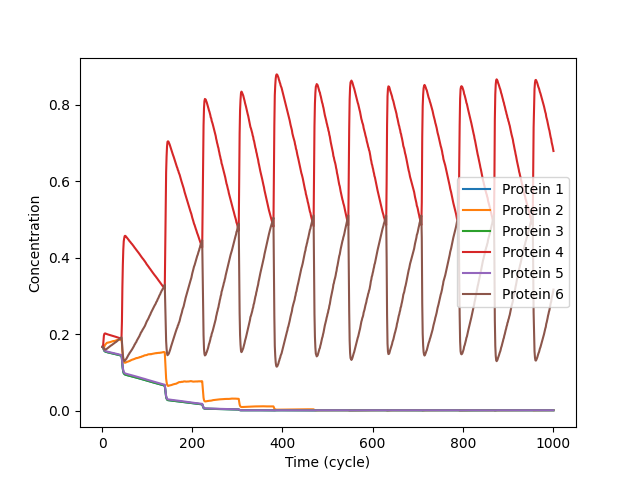 0.8
0.6
0.4
0.2
0.0
Concentration
Protein 1
Protein 2
Protein 3
Protein 4
Protein 5
Protein 6
0 200 400 600 800 1000
Time (cycle)